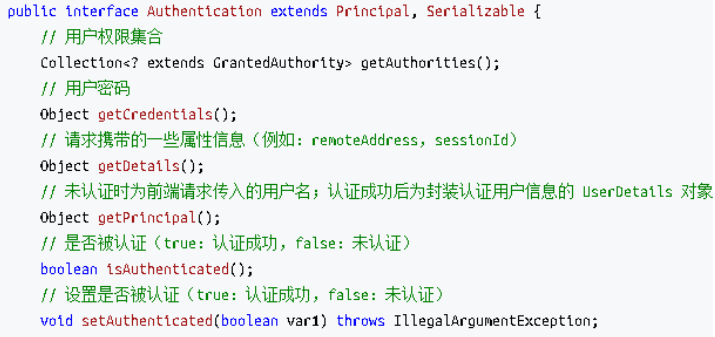 public interface Authentication extends Principal, Serializable {
// 用户权限集合
Collection<? extends GrantedAuthority> getAuthorities();
// 用户密码
Object getCredentials();
// 请求携带的一些属性信息（例如：remoteAddress，sessionId）
Object getDetails();
// 未认证时为前端请求传入的用户名；认证成功后为封装认证用户信息的 UserDetails 对象
Object getPrincipal();
// 是否被认证（true：认证成功，false：未认证）
boolean isAuthenticated();
// 设置是否被认证（true：认证成功，false：未认证）
void setAuthenticated(boolean var1) throws IllegalArgumentException;